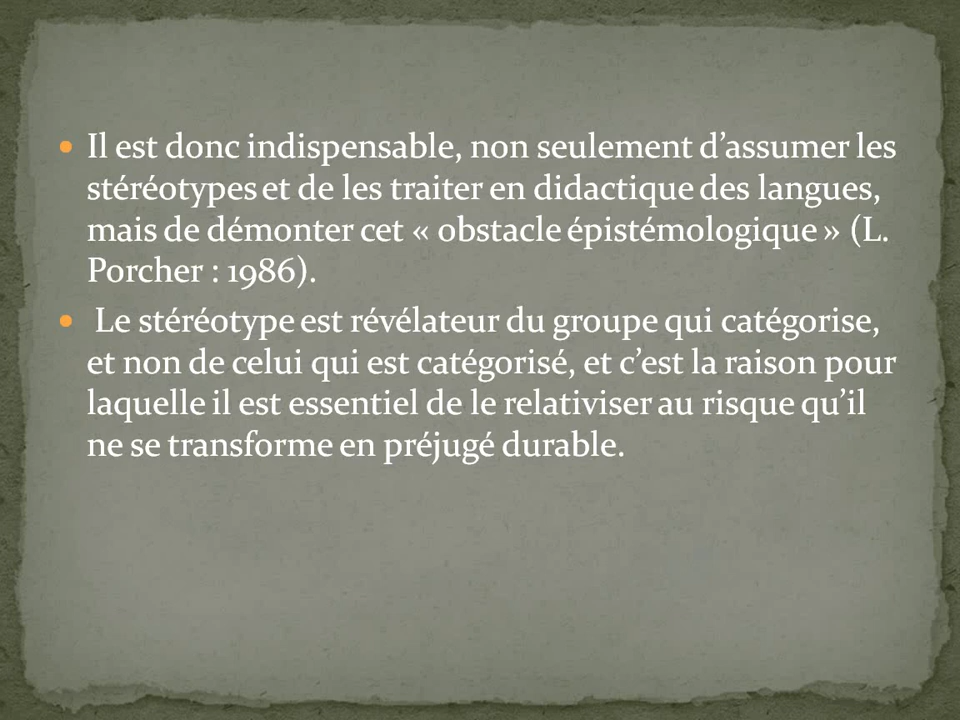 • Il est donc indispensable, non seulement d’assumer les
stéréotypes et de les traiter en didactique des langues,
mais de démonter cet « obstacle épistémologique » (L.
Porcher : 1986).
• Le stéréotype est révélateur du groupe qui catégorise,
et non de celui qui est catégorisé, et c’est la raison pour
laquelle il est essentiel de le relativiser au risque qu’il
ne se transforme en préjugé durable.